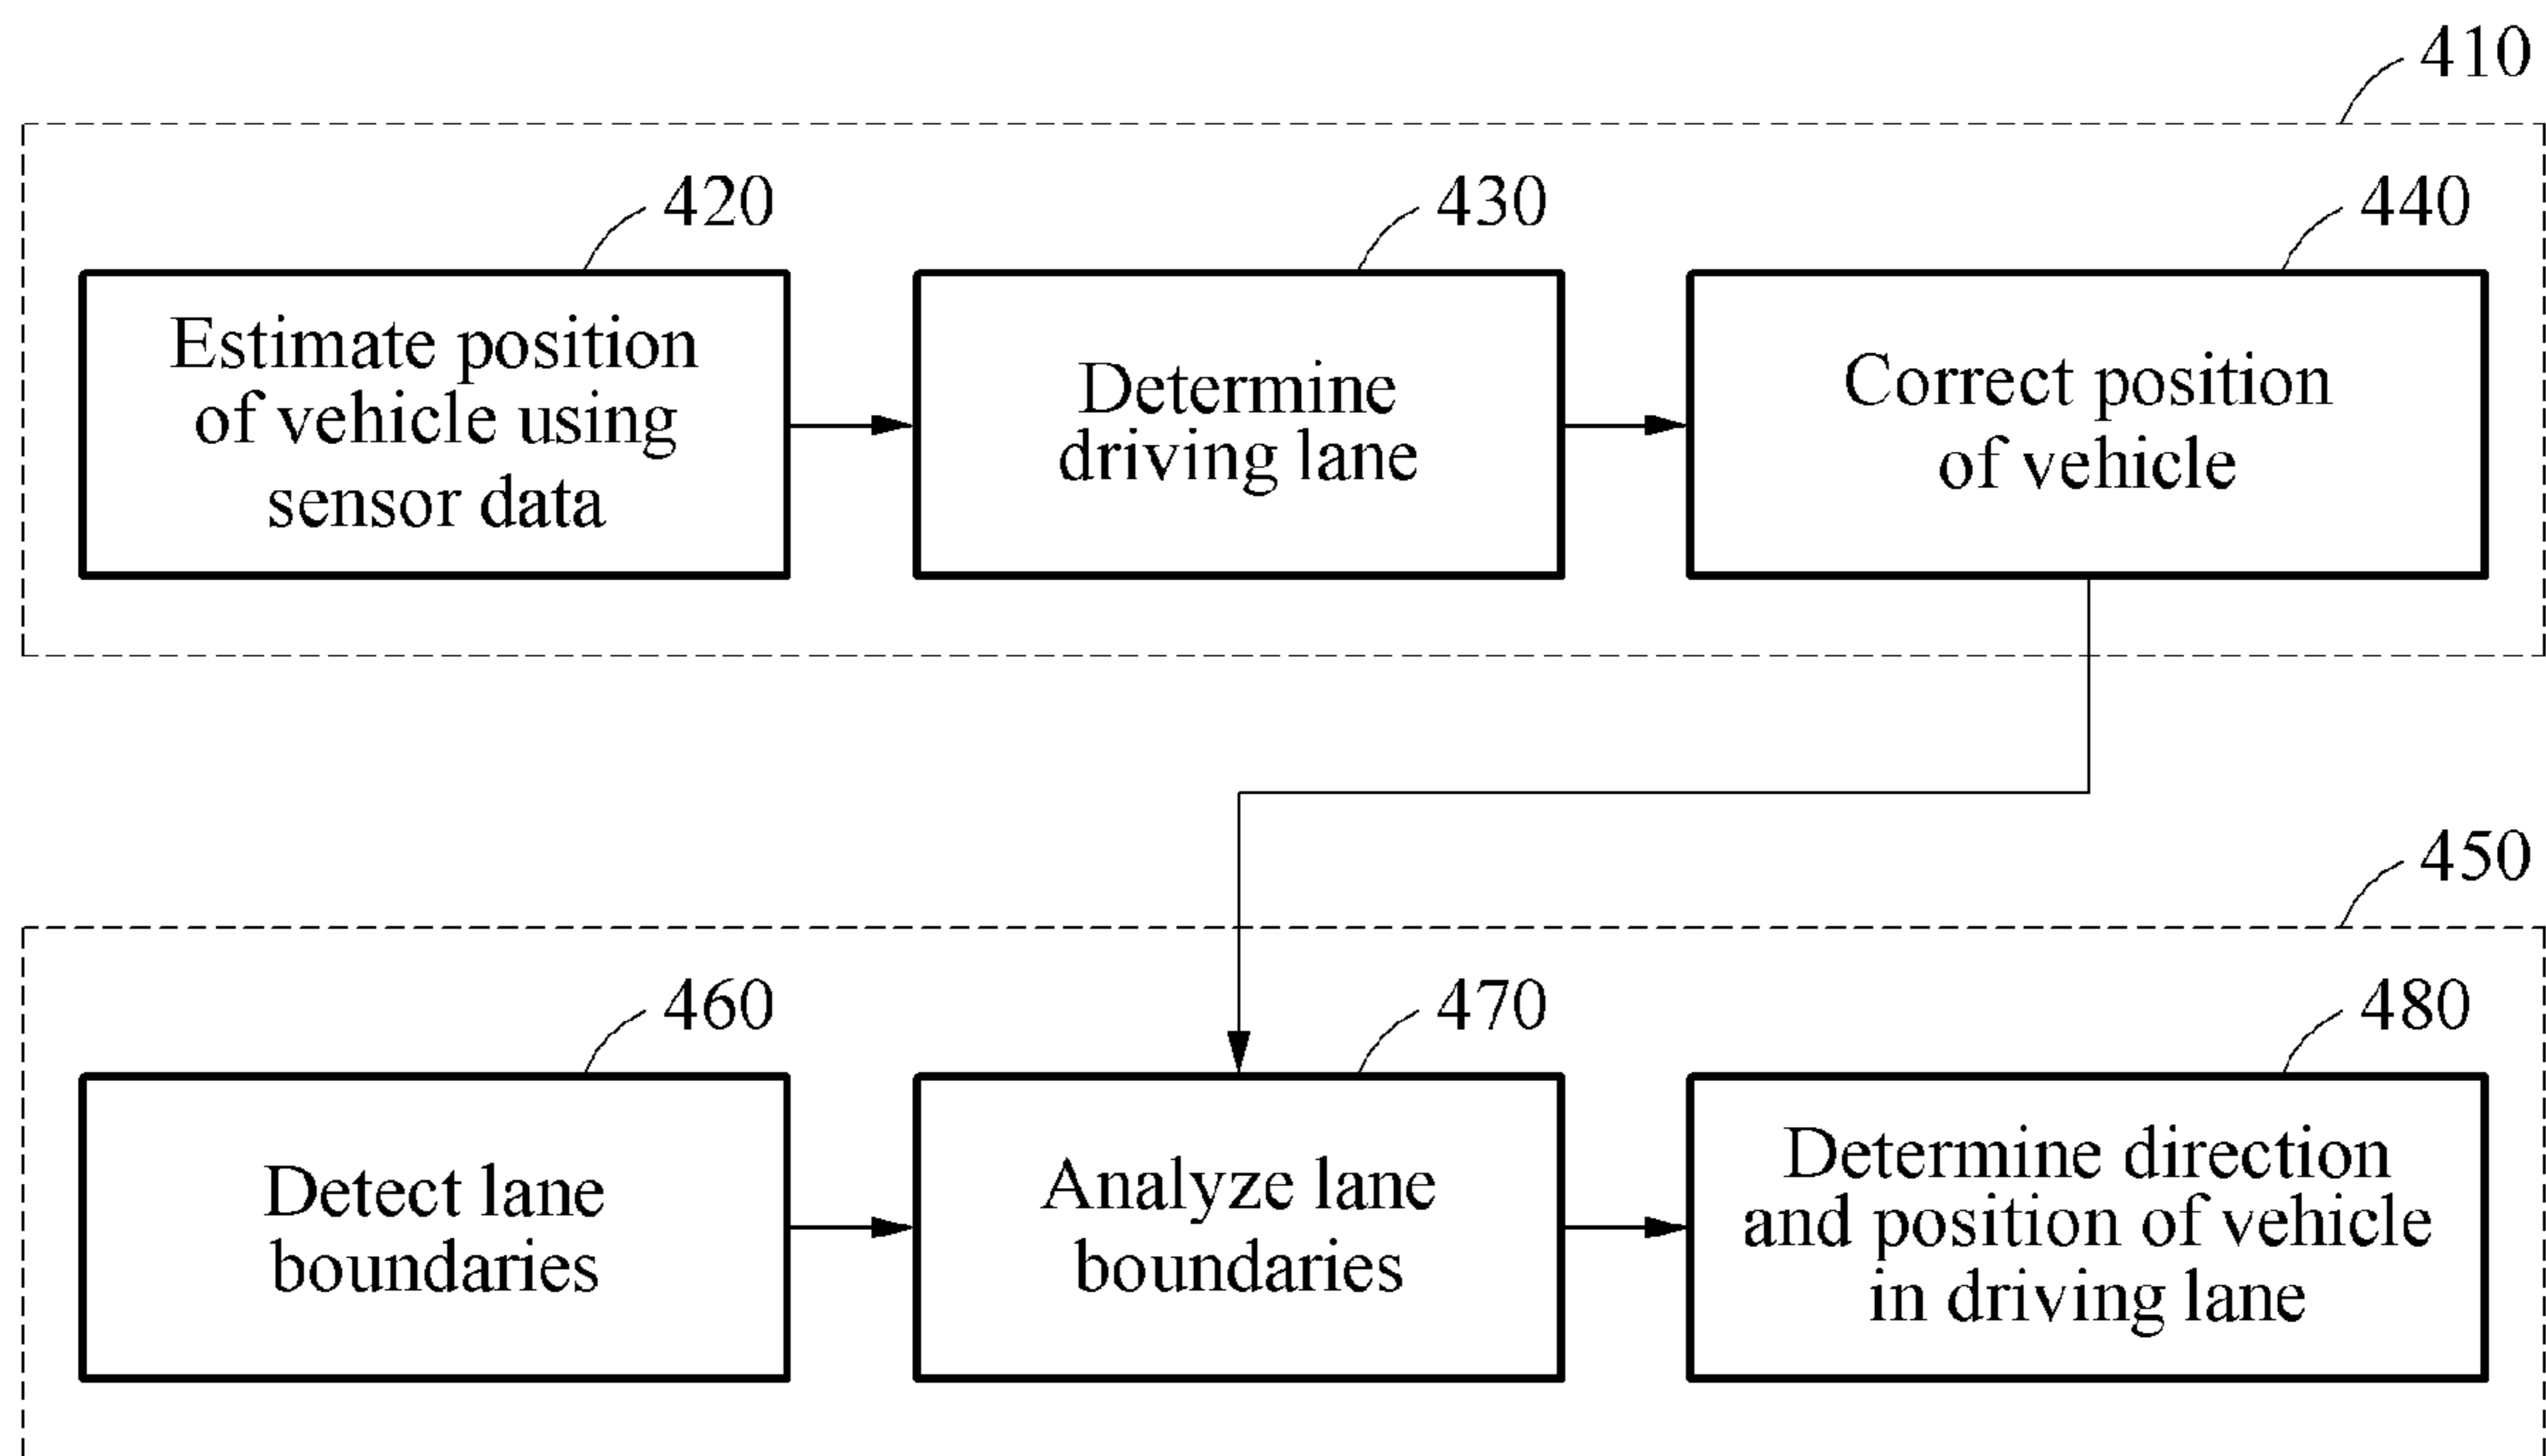 410
420
430
440
Estimate position
of vehicle using
sensor data
Determine
driving lane
Correct position
of vehicle
450
460
470
480
Detect lane
boundaries
Analyze lane
boundaries
Determine direction
and position of vehicle
in driving lane